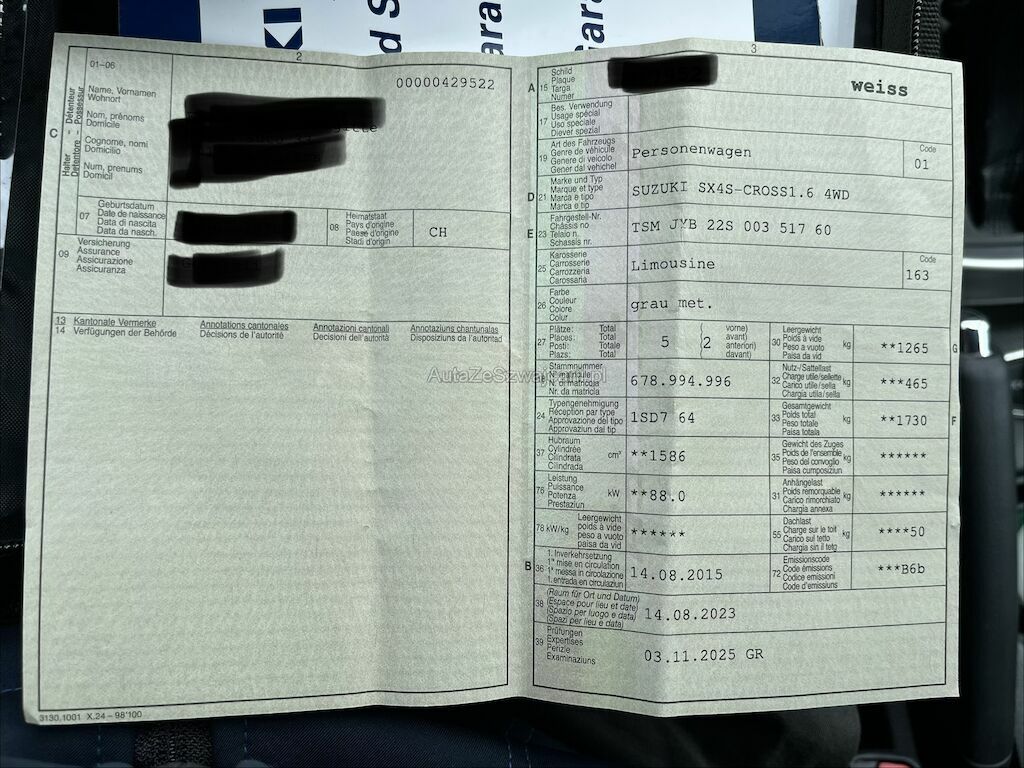 KI
d S
Gara
Gara
2
01–06
00000429522
C
Halter Détenteur
Detentore Possessur
Name, Vornamen
Wohnort
Nom, prénoms
Domicile
Cognome, nomi
Domicilio
Num, prenums
Domicil
07
Geburtsdatum
Date de naissance
Data di nascita
Data da nasch.
08
Heimatstaat
Pays d'origine
Paese d'origine
Stadi d'origin
CH
09
Versicherung
Assurance
Assicurazione
Assicuranza
13
14
Kantonale Vermerke
Verfügungen der Behörde
Annotations cantonales
Décisions de l'autorité
Annotazioni cantonali
Decisioni dell'autorità
Annotaziuns chantunalas
Disposiziuns da l'autoritad
3130.1001 X.24 – 98'100
3
A 15
Schild
Plaque
Targa
Numer
weiss
17
Bes. Verwendung
Usage spécial
Uso speciale
Diever spezial
19
Art des Fahrzeugs
Genre de véhicule
Genere di veicolo
Gener dal vehichel
Personenwagen
Code
01
D 21
Marke und Typ
Marque et type
Marca e tipo
Marca e tip
SUZUKI SX4S-CROSS1.6 4WD
E 23
Fahrgestell-Nr.
Châssis no
Telaio n.
Schassis nr.
TSM JYB 22S 003 517 60
25
Karosserie
Carrosserie
Carrozzeria
Carossaria
Limousine
Code
163
26
Farbe
Couleur
Colore
Colur
grau met.
27
Plätze: Total
Places: Total
Posti: Totale
Plazs: Total
5
2
vorne)
avant)
anteriori)
davant)
30
Leergewicht
Poids à vide
Peso a vuoto
Paisa da vid
kg
**1265
G
Stammnummer
N. di matricola
Nr. da matricla
678.994.996
32
Nutz-/Sattellast
Charge utile/sellette
Carico utile/sella
Chargia utila/sella
kg
***465
24
Typengenehmigung
Réception par type
Approvazione del tipo
Approvaziun dal tip
1SD7 64
33
Gesamtgewicht
Poids total
Peso totale
Paisa totala
kg
**1730
F
37
Hubraum
Cylindrée
Cilindrata
Cilindrada
cm³
**1586
35
Gewicht des Zuges
Poids de l'ensemble
Peso del convoglio
Paisa cumposiziun
kg
******
76
Leistung
Puissance
Potenza
Prestaziun
kW
**88.0
31
Anhängelast
Poids remorquable
Carico rimorchiato
Chargia annexa
kg
******
78 kW/kg
Leergewicht
poids à vide
peso a vuoto
paisa da vid
******
55
Dachlast
Charge sur le toit
Carico sul tetto
Chargia sin il tetg
kg
****50
B 36
1. Inverkehrsetzung
1re mise en circulation
1a messa in circolazione
1. entrada en circulaziun
14.08.2015
72
Emissionscode
Code émissions
Codice emissioni
Code d'emissiuns
***B6b
38
(Raum für Ort und Datum)
(Espace pour lieu et date)
(Spazio per luogo e data)
(Spazi per lieu e data)
14.08.2023
39
Prüfungen
Expertises
Perizie
Examinaziuns
03.11.2025 GR